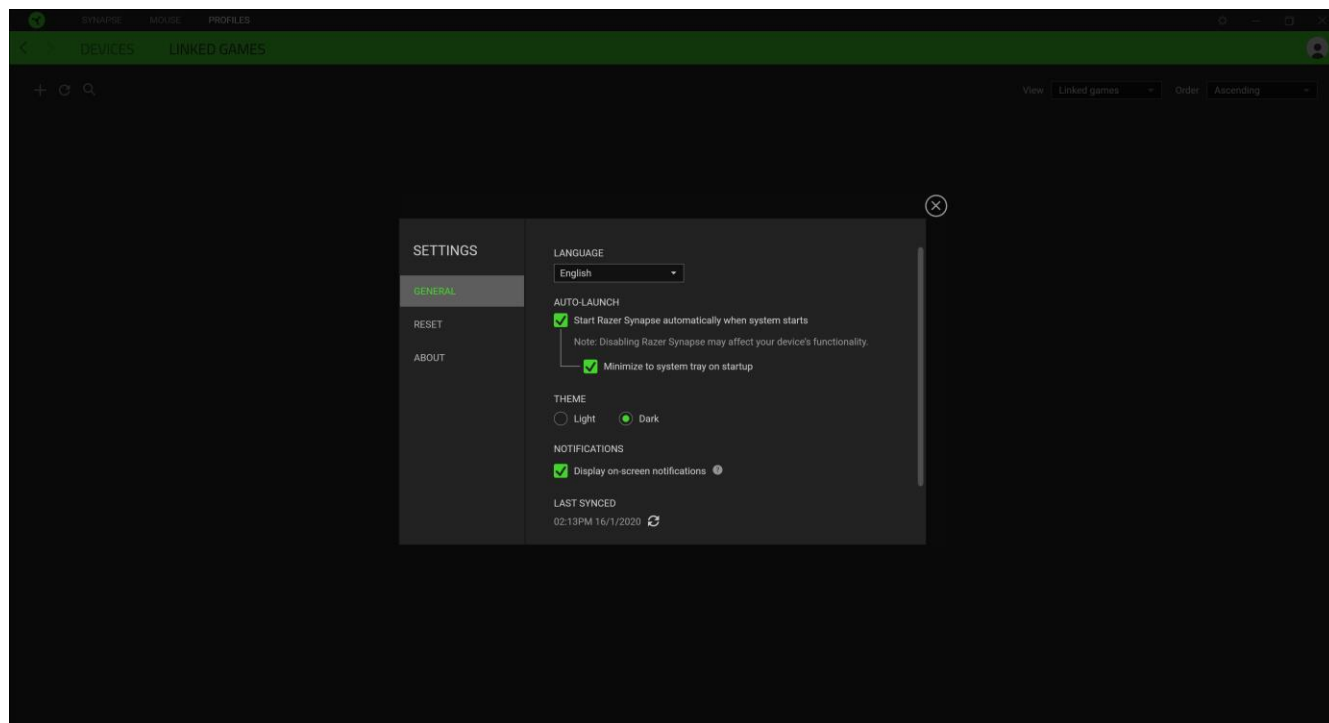 SYNAPSE MOUSE PROFILES
DEVICES LINKED GAMES
View Linked games Order Ascending
SETTINGS
GENERAL
RESET
ABOUT
LANGUAGE
English
AUTO-LAUNCH
Start Razer Synapse automatically when system starts
Note: Disabling Razer Synapse may affect your device's functionality.
Minimize to system tray on startup
THEME
Light Dark
NOTIFICATIONS
Display on-screen notifications ?
LAST SYNCED
02:13PM 16/1/2020